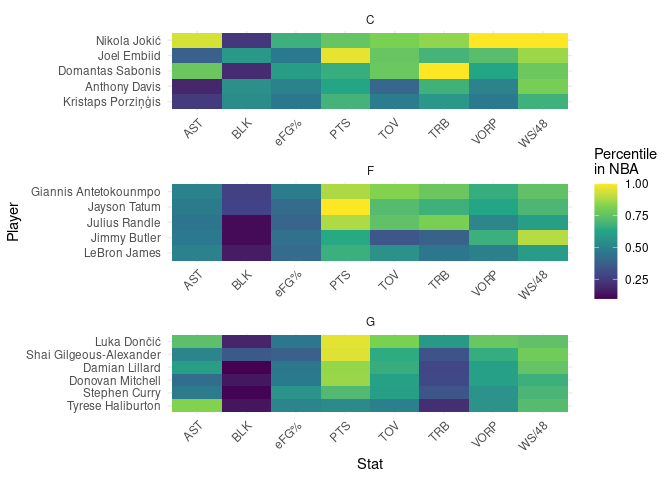 C
Nikola Jokić
Joel Embiid
Domantas Sabonis
Anthony Davis
Kristaps Porziņģis
AST BLK eFG% PTS TOV TRB VORP WS/48
F
Giannis Antetokounmpo
Jayson Tatum
Julius Randle
Jimmy Butler
LeBron James
AST BLK eFG% PTS TOV TRB VORP WS/48
G
Luka Dončić
Shai Gilgeous-Alexander
Damian Lillard
Donovan Mitchell
Stephen Curry
Tyrese Haliburton
AST BLK eFG% PTS TOV TRB VORP WS/48
Stat
Player
Percentile
in NBA
1.00
0.75
0.50
0.25